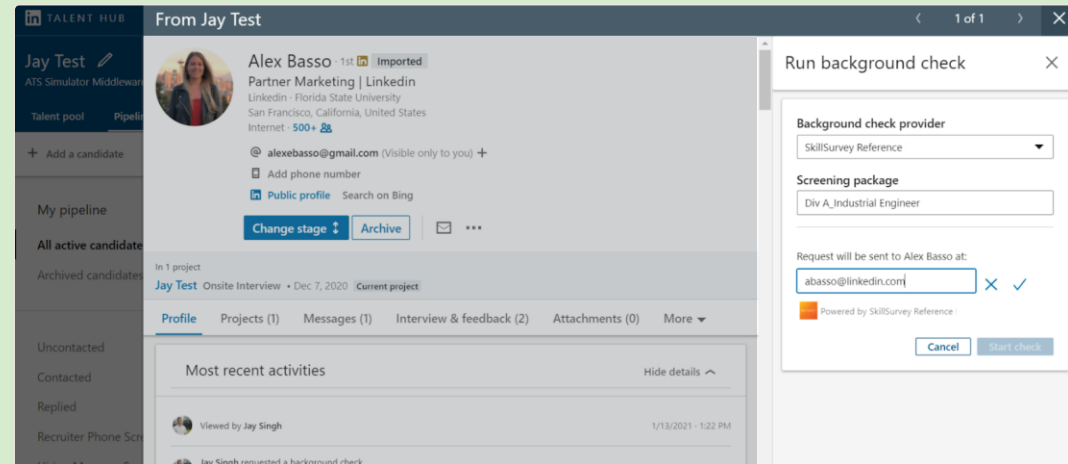 in TALENT HUB
From Jay Test
1 of 1
Jay Test
ATS Simulator Middlewar
Talent pool Pipelin
+ Add a candidate
My pipeline
All active candidate
Archived candidates
Uncontacted
Contacted
Replied
Recruiter Phone Scre
Alex Basso · 1st in Imported
Partner Marketing | Linkedin
Linkedin · Florida State University
San Francisco, California, United States
Internet · 500+
alexebasso@gmail.com (Visible only to you) +
Add phone number
in Public profile Search on Bing
Change stage Archive
In 1 project
Jay Test Onsite Interview • Dec 7, 2020 Current project
Profile Projects (1) Messages (1) Interview & feedback (2) Attachments (0) More
Most recent activities Hide details
Viewed by Jay Singh 1/13/2021 - 1:22 PM
Jay Singh requested a background check
Run background check
Background check provider
SkillSurvey Reference
Screening package
Div A_Industrial Engineer
Request will be sent to Alex Basso at:
abasso@linkedin.com
Powered by SkillSurvey Reference
Cancel Start check